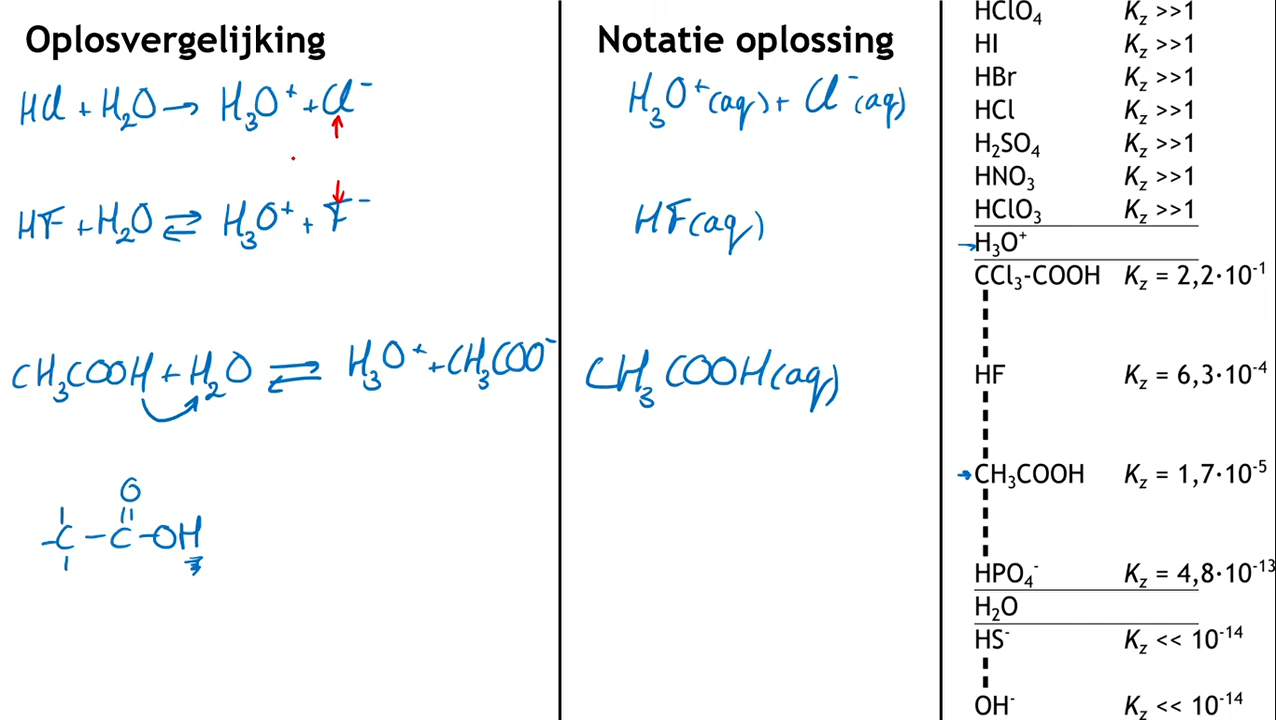 Oplosvergelijking
HCl + H₂O → H₃O⁺ + Cl⁻
HF + H₂O ⇌ H₃O⁺ + F⁻
CH₃COOH + H₂O ⇌ H₃O⁺ + CH₃COO⁻
O
-C-C-OH
Notatie oplossing
H₃O⁺(aq) + Cl⁻(aq)
HF(aq)
CH₃COOH(aq)
HClO₄ Kz >>1
HI Kz >>1
HBr Kz >>1
HCl Kz >>1
H₂SO₄ Kz >>1
HNO₃ Kz >>1
HClO₃ Kz >>1
H₃O⁺
CCl₃-COOH Kz = 2,2·10⁻¹
HF Kz = 6,3·10⁻⁴
CH₃COOH Kz = 1,7·10⁻⁵
HPO₄⁻ Kz = 4,8·10⁻¹³
H₂O
HS⁻ Kz << 10⁻¹⁴
OH⁻ Kz << 10⁻¹⁴